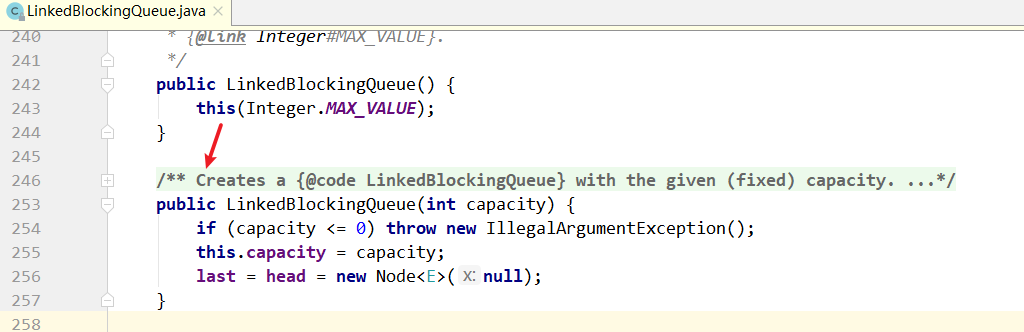 LinkedBlockingQueue.java
240 * {@link Integer#MAX_VALUE}.
241 */
242 public LinkedBlockingQueue() {
243 this(Integer.MAX_VALUE);
244 }
245
246 /** Creates a {@code LinkedBlockingQueue} with the given (fixed) capacity. ...*/
253 public LinkedBlockingQueue(int capacity) {
254 if (capacity <= 0) throw new IllegalArgumentException();
255 this.capacity = capacity;
256 last = head = new Node<E>( x: null);
257 }
258